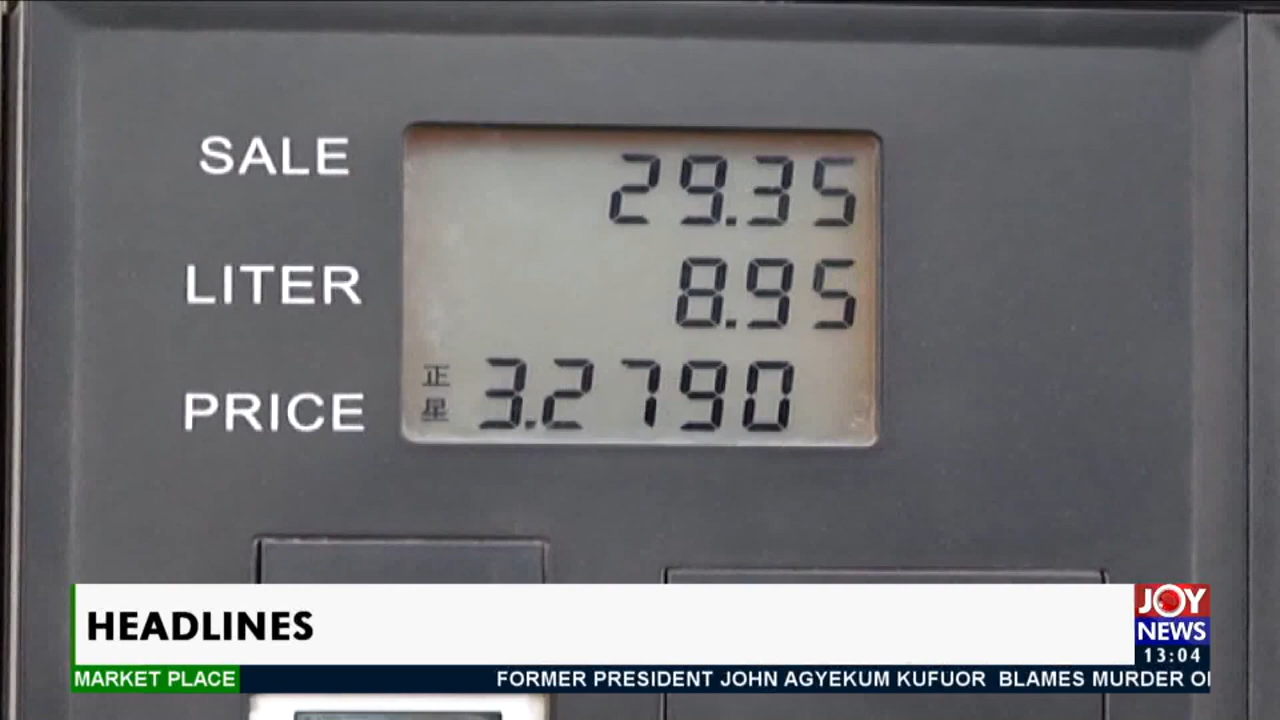 SALE 29.35
LITER 8.95
PRICE 正星 3.2790
HEADLINES
JOY
NEWS
13:04
MARKET PLACE
FORMER PRESIDENT JOHN AGYEKUM KUFUOR BLAMES MURDER